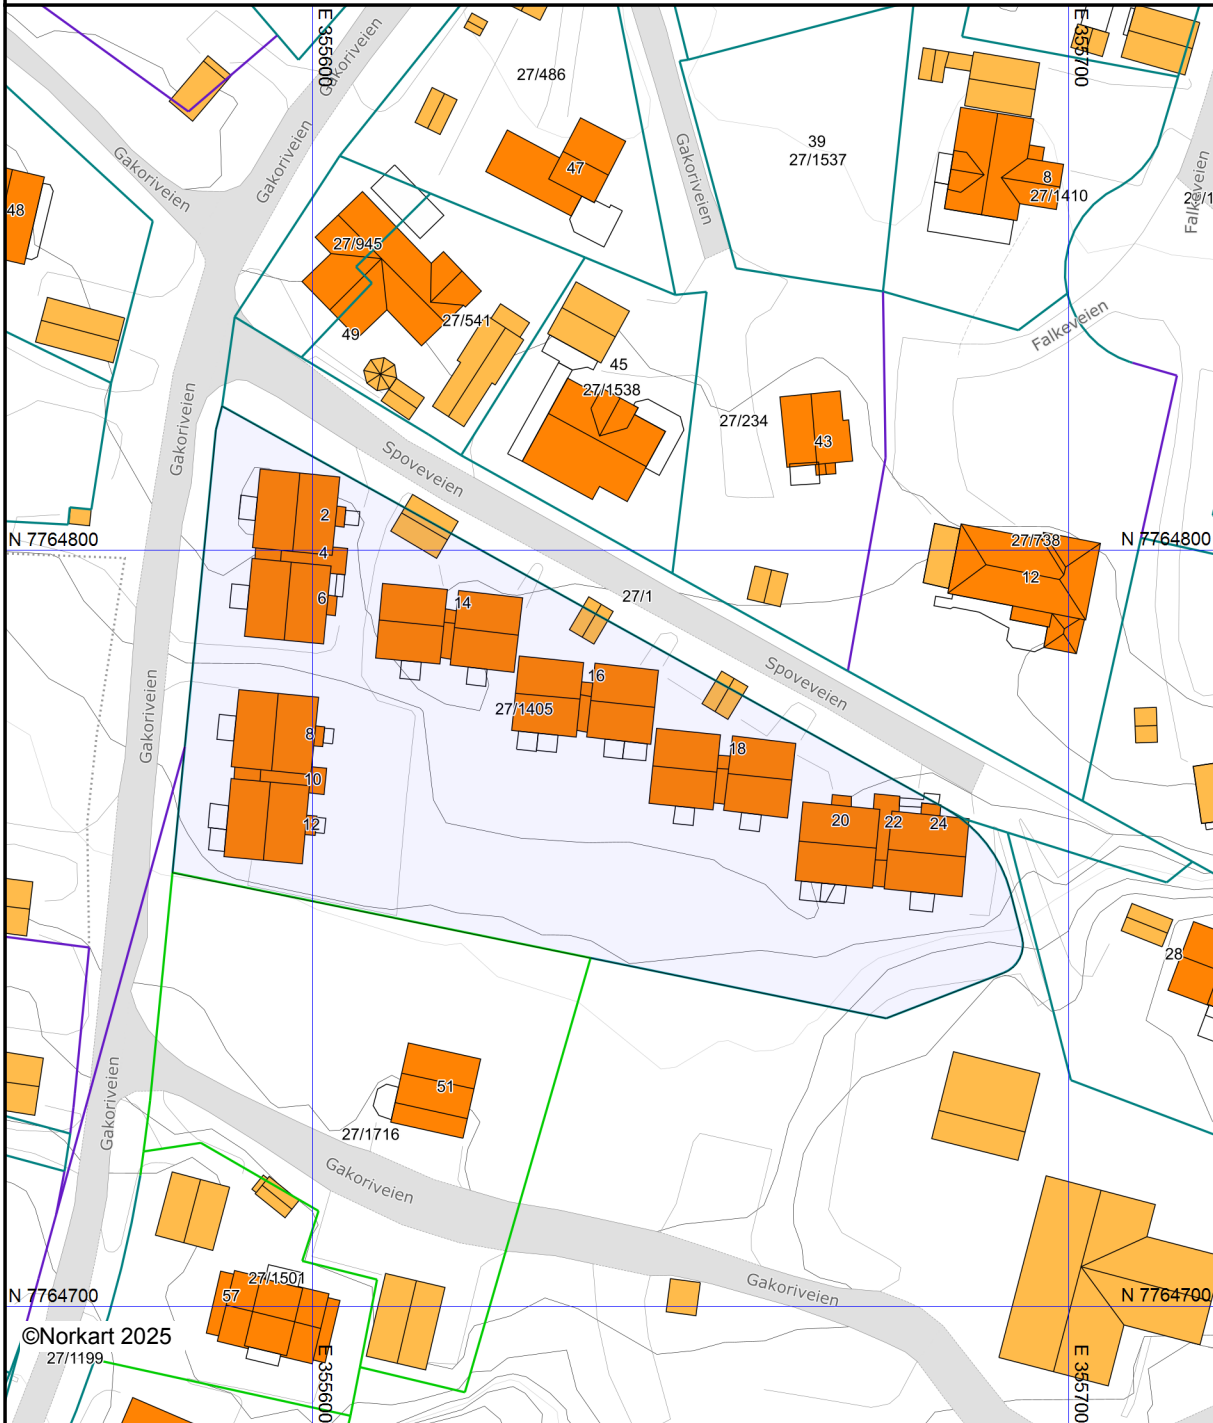 E 355600
E 355700
Gakoriveien
27/486
39
27/1537
47
Gakoriveien
Gakoriveien
Gakoriveien
8
27/1410
Falkeveien
48
27/945
49
27/541
45
27/1538
Falkeveien
27/234
43
Gakoriveien
Spoveveien
2
N 7764800
4
6
14
27/1
27/738
12
N 7764800
16
27/1405
Spoveveien
Gakoriveien
8
10
12
18
20
22
24
28
51
27/1716
Gakoriveien
Gakoriveien
27/1501
57
Gakoriveien
N 7764700
N 7764700
©Norkart 2025
27/1199
E 355600
E 355700